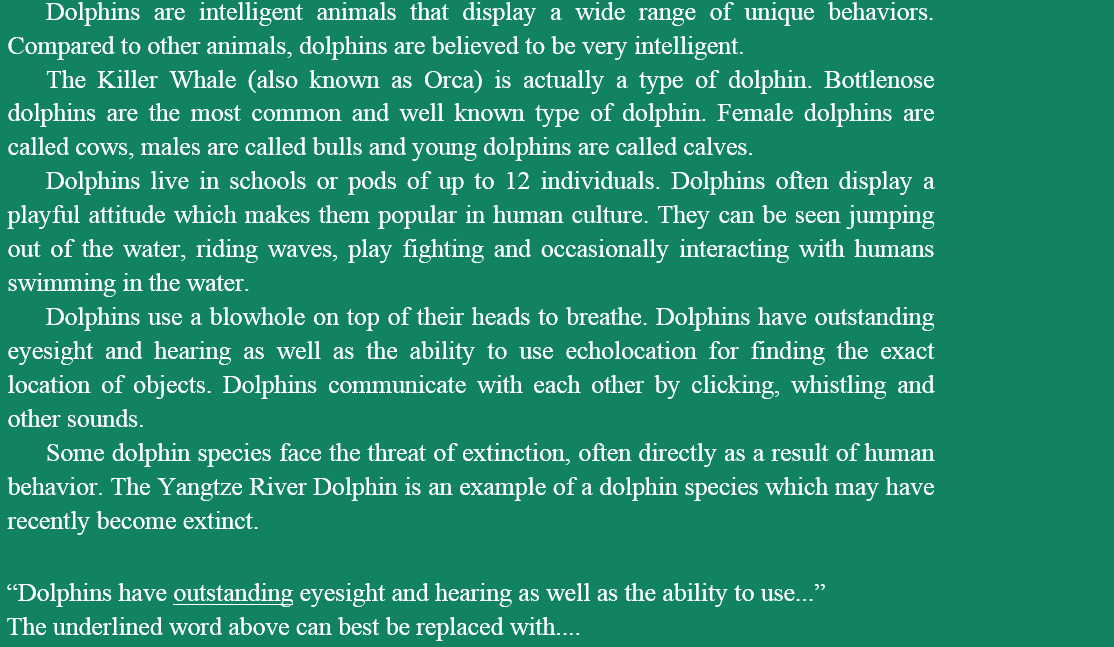 Dolphins are intelligent animals that display a wide range of unique behaviors.
Compared to other animals, dolphins are believed to be very intelligent.
The Killer Whale (also known as Orca) is actually a type of dolphin. Bottlenose
dolphins are the most common and well known type of dolphin. Female dolphins are
called cows, males are called bulls and young dolphins are called calves.
Dolphins live in schools or pods of up to 12 individuals. Dolphins often display a
playful attitude which makes them popular in human culture. They can be seen jumping
out of the water, riding waves, play fighting and occasionally interacting with humans
swimming in the water.
Dolphins use a blowhole on top of their heads to breathe. Dolphins have outstanding
eyesight and hearing as well as the ability to use echolocation for finding the exact
location of objects. Dolphins communicate with each other by clicking, whistling and
other sounds.
Some dolphin species face the threat of extinction, often directly as a result of human
behavior. The Yangtze River Dolphin is an example of a dolphin species which may have
recently become extinct.
“Dolphins have outstanding eyesight and hearing as well as the ability to use...”
The underlined word above can best be replaced with....